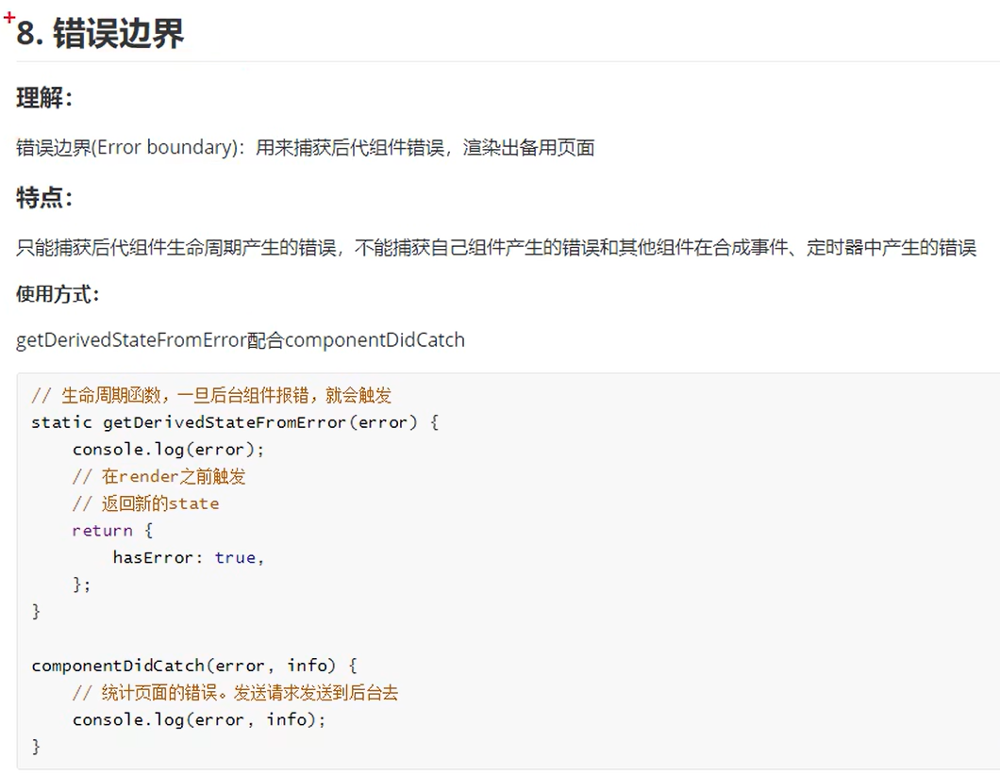 8. 错误边界
理解：
错误边界(Error boundary)：用来捕获后代组件错误，渲染出备用页面
特点：
只能捕获后代组件生命周期产生的错误，不能捕获自己组件产生的错误和其他组件在合成事件、定时器中产生的错误
使用方式：
getDerivedStateFromError配合componentDidCatch
// 生命周期函数，一旦后台组件报错，就会触发
static getDerivedStateFromError(error) {
    console.log(error);
    // 在render之前触发
    // 返回新的state
    return {
        hasError: true,
    };
}
componentDidCatch(error, info) {
    // 统计页面的错误。发送请求发送到后台去
    console.log(error, info);
}